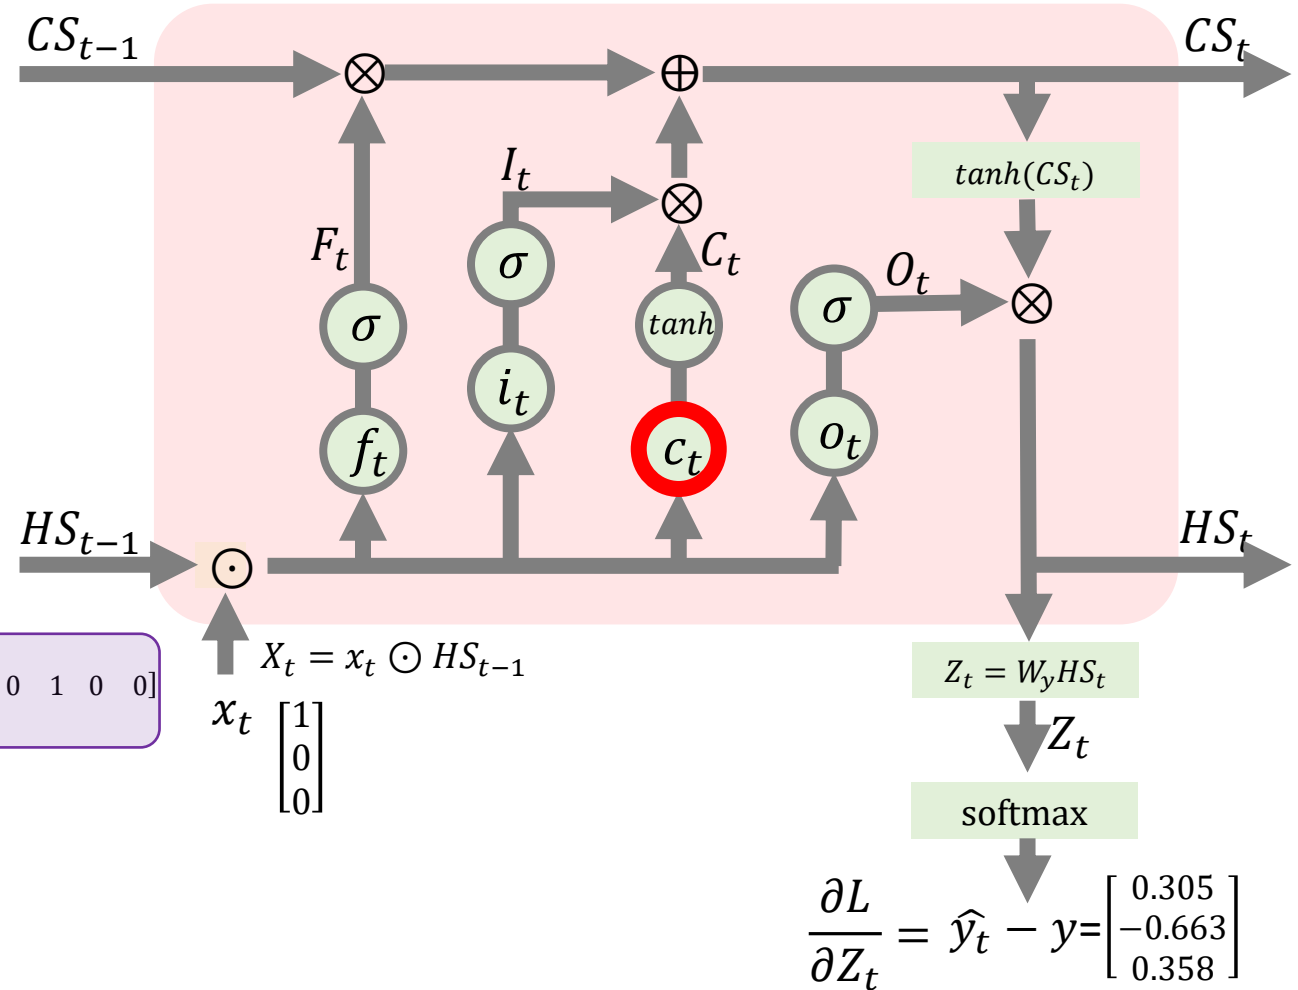 CS_{t−1}
CS_t
⊗
⊕
tanh(CS_t)
I_t
⊗
F_t
σ
C_t
O_t
σ
tanh
σ
⊗
i_t
f_t
c_t
o_t
HS_{t−1}
HS_t
⊙
X_t = x_t ⊙ HS_{t−1}
0 1 0 0]
x_t
[1
0
0]
Z_t = W_yHS_t
Z_t
softmax
∂L/∂Z_t = ŷ_t − y= [0.305
−0.663
0.358]